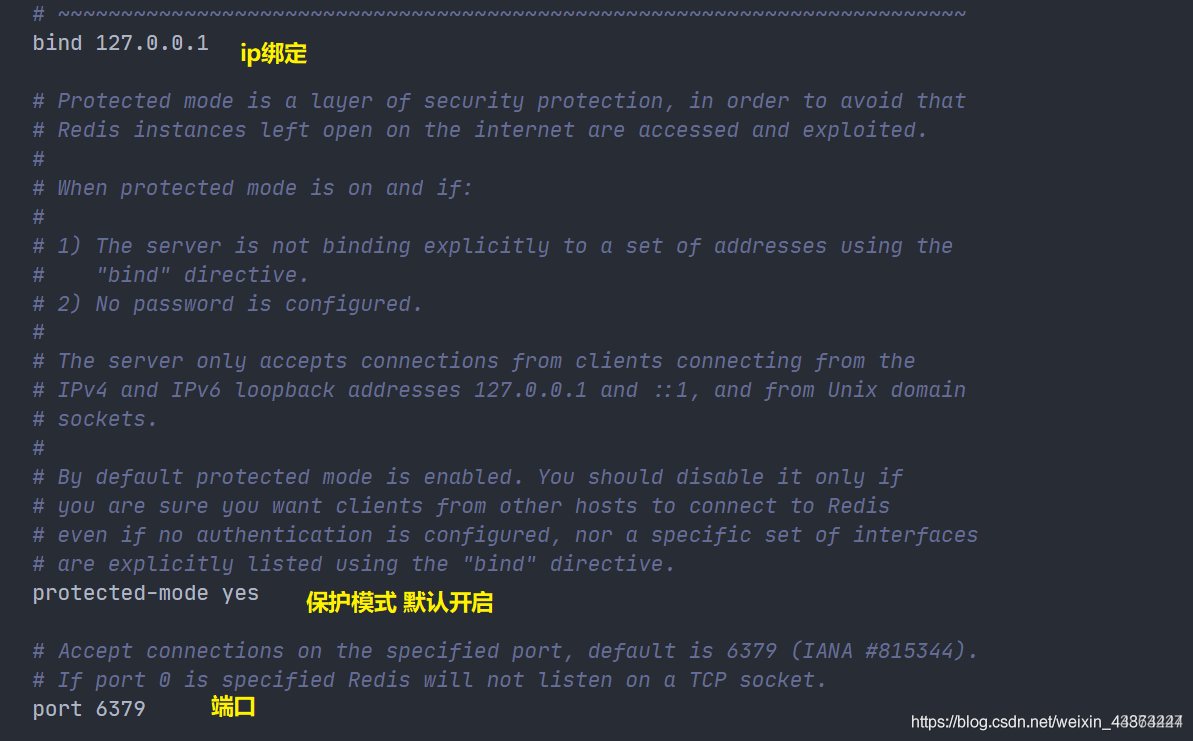 # ~~~~~~~~~~~~~~~~~~~~~~~~~~~~~~~~~~~~~~~~~~~~~~~~~~~~~~~~~~~~~~~~~~~~~~~~
bind 127.0.0.1 ip绑定
# Protected mode is a layer of security protection, in order to avoid that
# Redis instances left open on the internet are accessed and exploited.
#
# When protected mode is on and if:
#
# 1) The server is not binding explicitly to a set of addresses using the
#    "bind" directive.
# 2) No password is configured.
#
# The server only accepts connections from clients connecting from the
# IPv4 and IPv6 loopback addresses 127.0.0.1 and ::1, and from Unix domain
# sockets.
#
# By default protected mode is enabled. You should disable it only if
# you are sure you want clients from other hosts to connect to Redis
# even if no authentication is configured, nor a specific set of interfaces
# are explicitly listed using the "bind" directive.
protected-mode yes 保护模式 默认开启
# Accept connections on the specified port, default is 6379 (IANA #815344).
# If port 0 is specified Redis will not listen on a TCP socket.
port 6379 端口